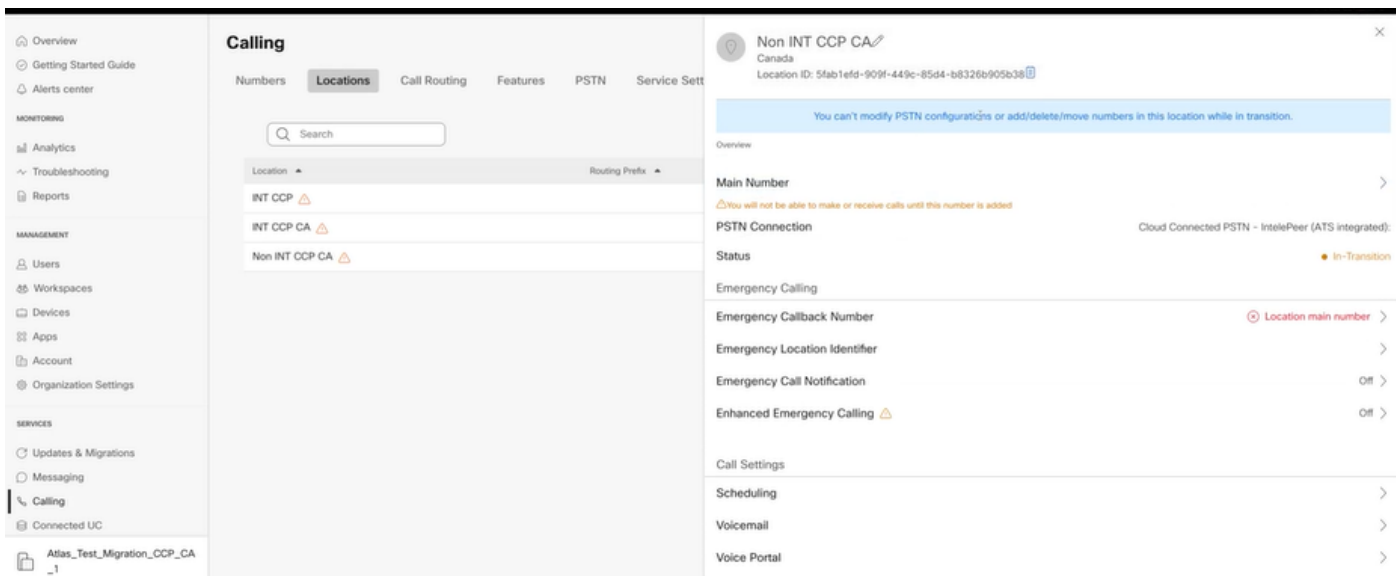 Overview
Getting Started Guide
Alerts center
MONITORING
Analytics
Troubleshooting
Reports
MANAGEMENT
Users
Workspaces
Devices
Apps
Account
Organization Settings
SERVICES
Updates & Migrations
Messaging
Calling
Connected UC
Atlas_Test_Migration_CCP_CA
_1
Calling
Numbers Locations Call Routing Features PSTN Service Sett
Search
Location Routing Prefix
INT CCP
INT CCP CA
Non INT CCP CA
Non INT CCP CA
Canada
Location ID: 5fab1efd-909f-449c-85d4-b8326b905b38
You can't modify PSTN configurations or add/delete/move numbers in this location while in transition.
Overview
Main Number
You will not be able to make or receive calls until this number is added
PSTN Connection Cloud Connected PSTN - IntelePeer (ATS integrated):
Status In-Transition
Emergency Calling
Emergency Callback Number Location main number
Emergency Location Identifier
Emergency Call Notification Off
Enhanced Emergency Calling Off
Call Settings
Scheduling
Voicemail
Voice Portal